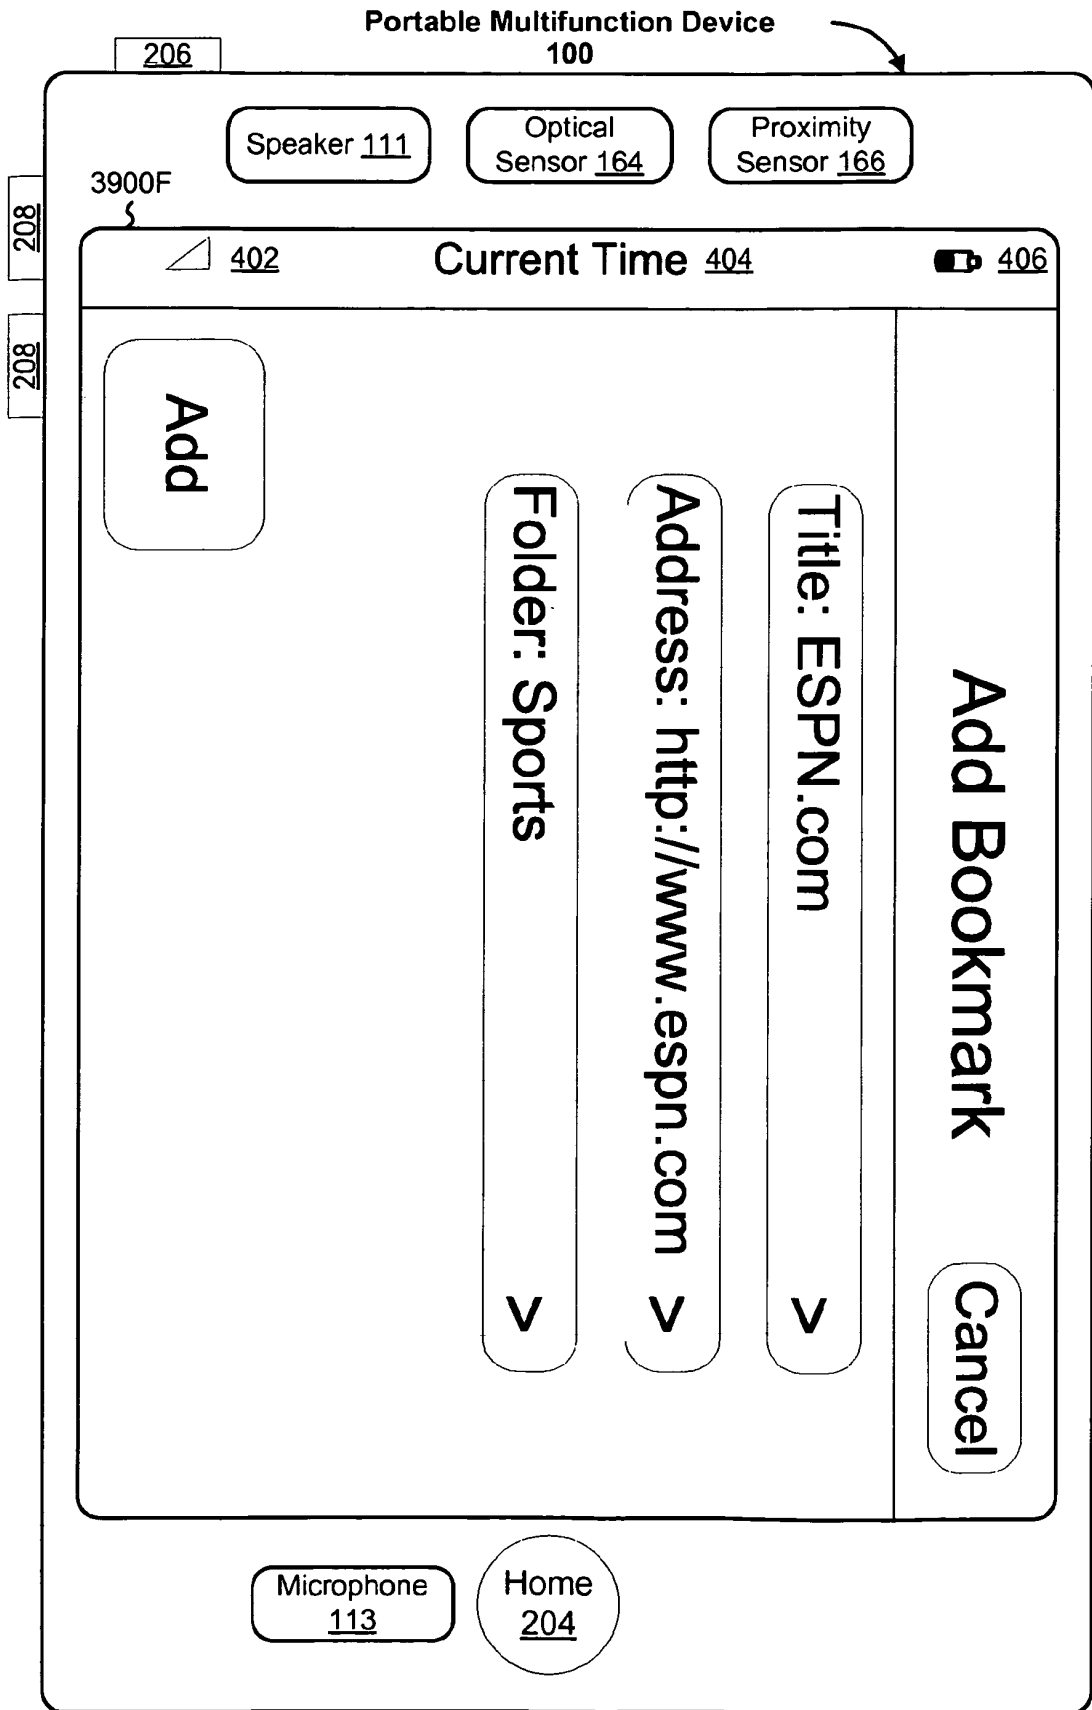 Portable Multifunction Device
100
206
Speaker 111
Optical
Sensor 164
Proximity
Sensor 166
3900F
208
208
402
Current Time 404
406
Add Bookmark
Cancel
Title: ESPN.com >
Address: http://www.espn.com >
Folder: Sports >
Add
Microphone
113
Home
204